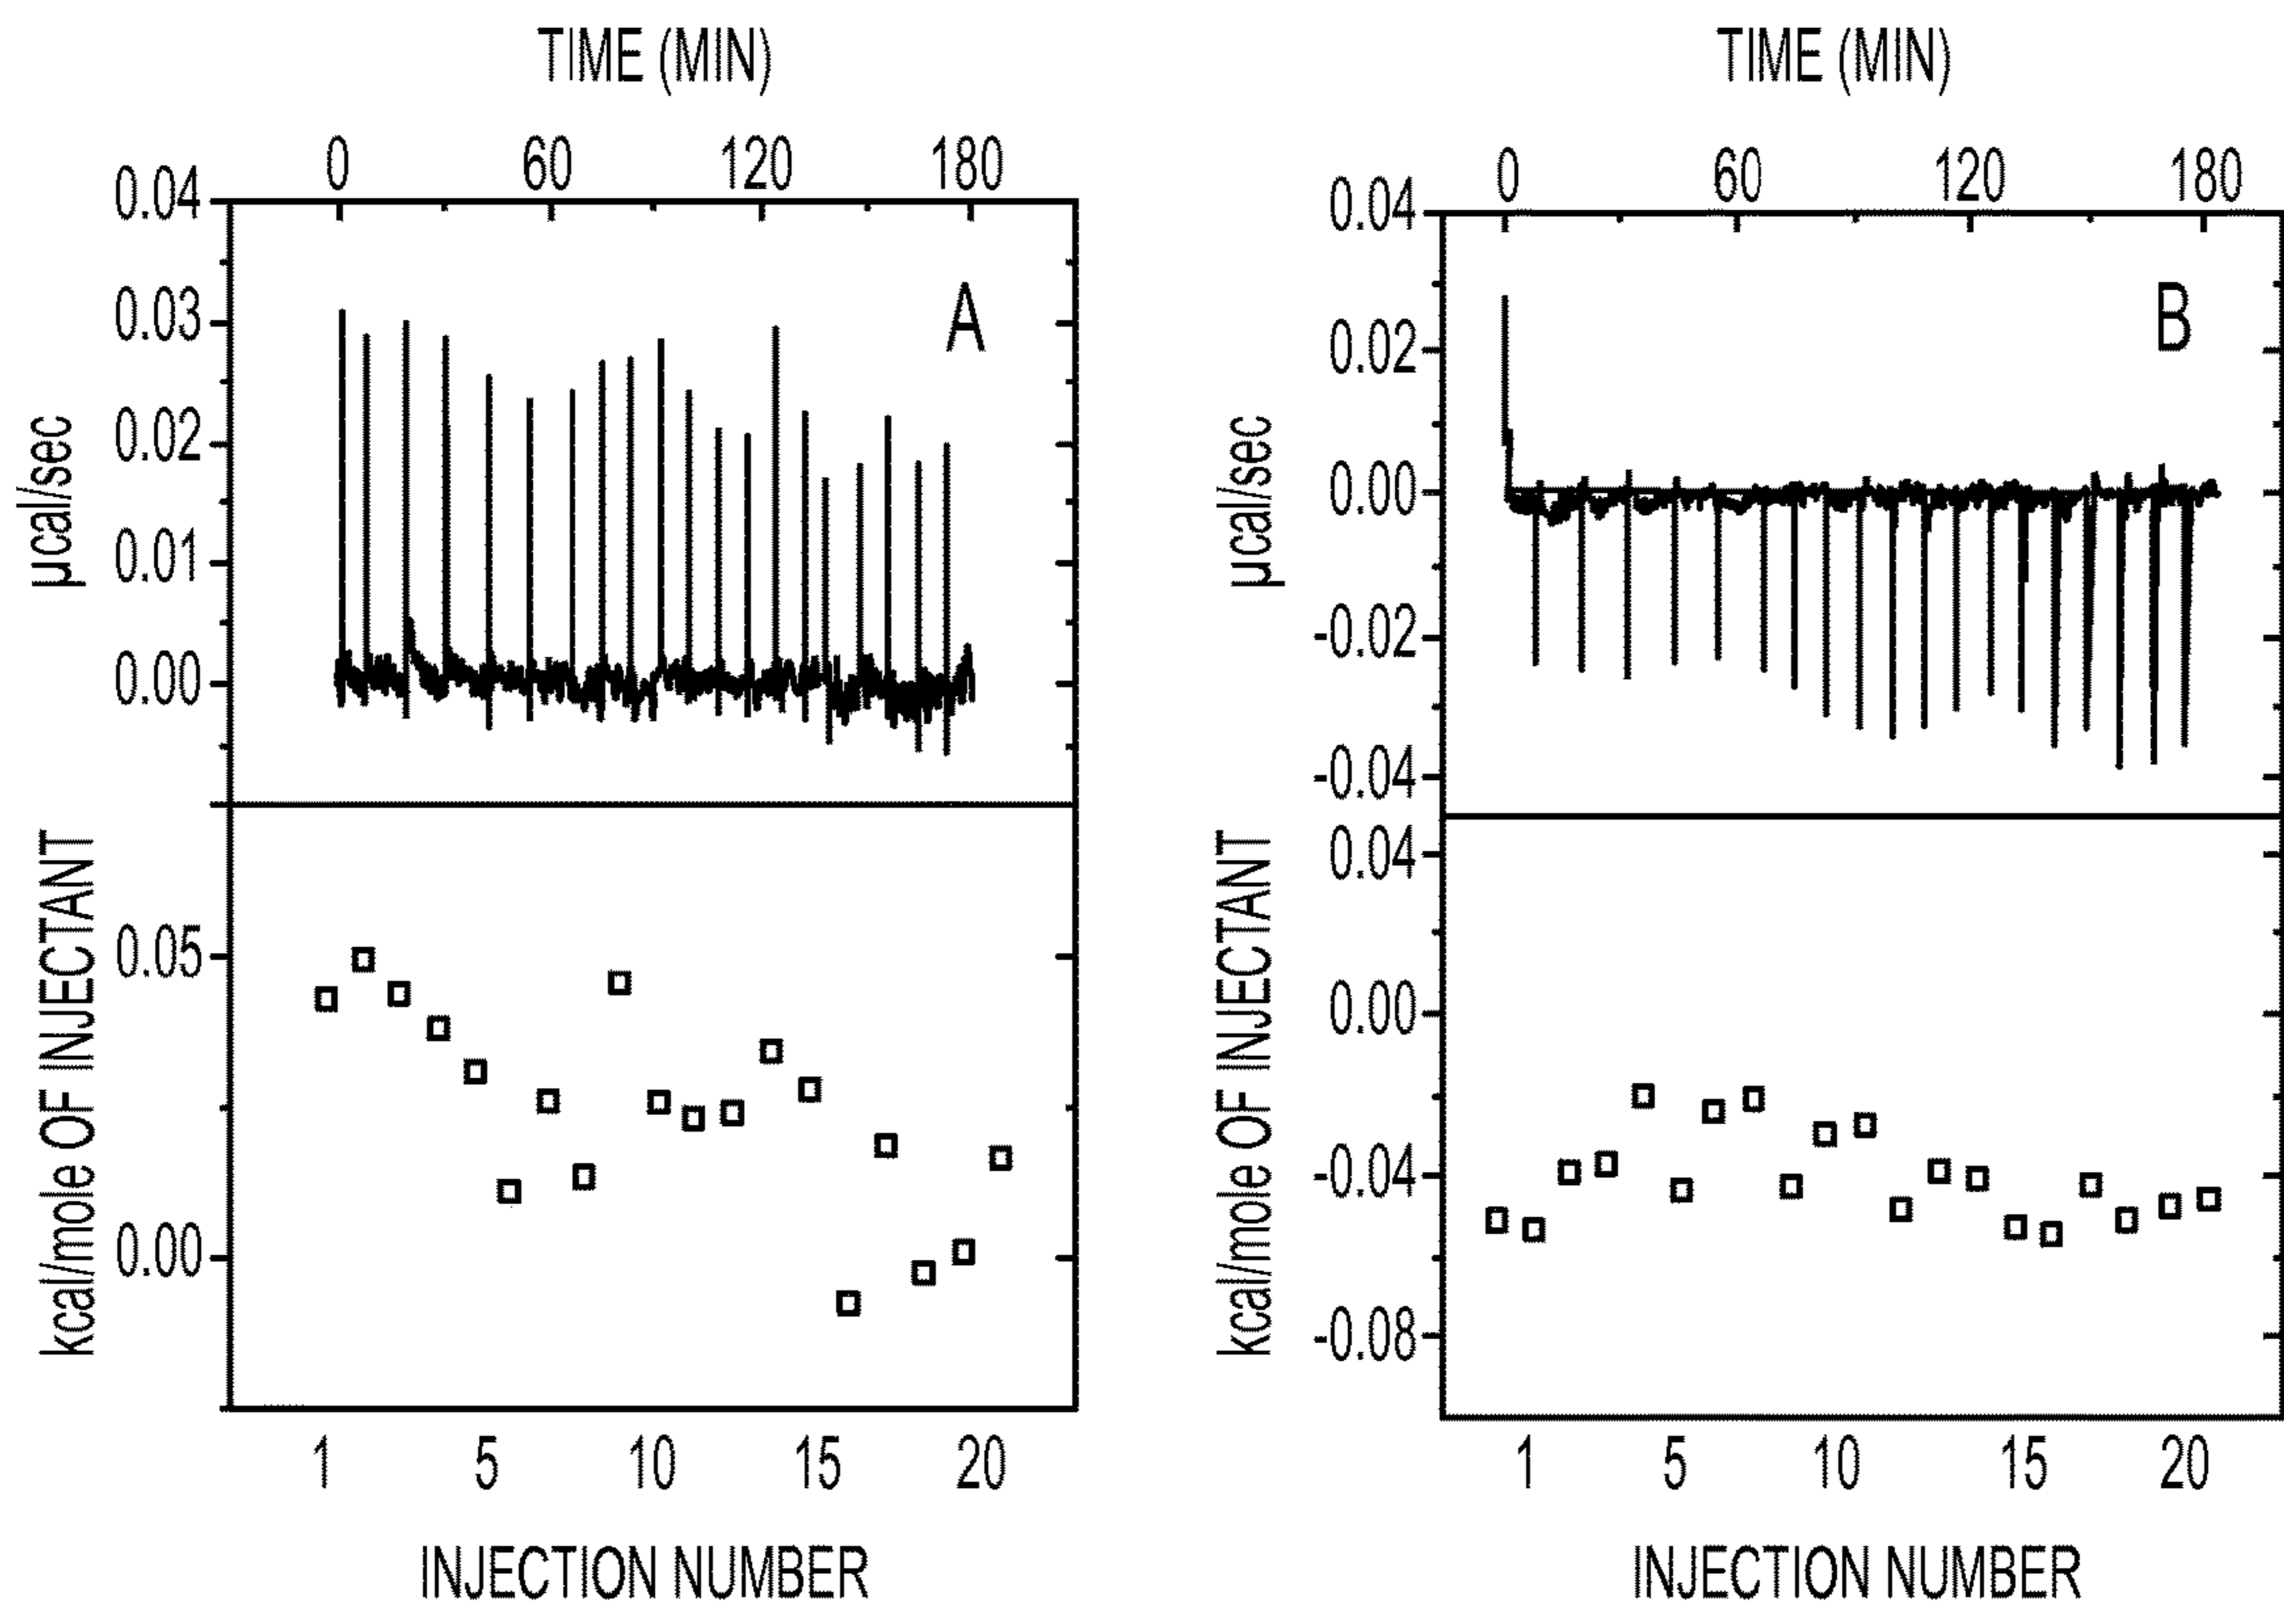 TIME (MIN)
0 60 120 180
0.04
0.03
0.02
0.01
0.00
µcal/sec
A
0.05
0.00
kcal/mole OF INJECTANT
1 5 10 15 20
INJECTION NUMBER
TIME (MIN)
0 60 120 180
0.04
0.02
0.00
-0.02
-0.04
µcal/sec
B
0.04
0.00
-0.04
-0.08
kcal/mole OF INJECTANT
1 5 10 15 20
INJECTION NUMBER